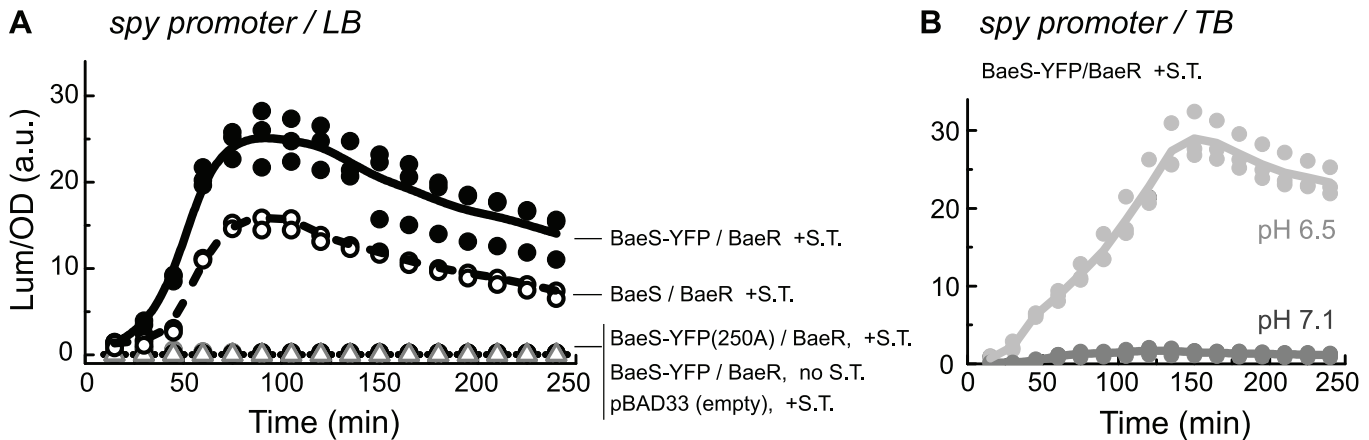 A spy promoter / LB
Lum/OD (a.u.)
30
20
10
0
0 50 100 150 200 250
Time (min)
BaeS-YFP / BaeR +S.T.
BaeS / BaeR +S.T.
BaeS-YFP(250A) / BaeR, +S.T.
BaeS-YFP / BaeR, no S.T.
pBAD33 (empty), +S.T.
B spy promoter / TB
BaeS-YFP/BaeR +S.T.
30
20
10
0
pH 6.5
pH 7.1
0 50 100 150 200 250
Time (min)